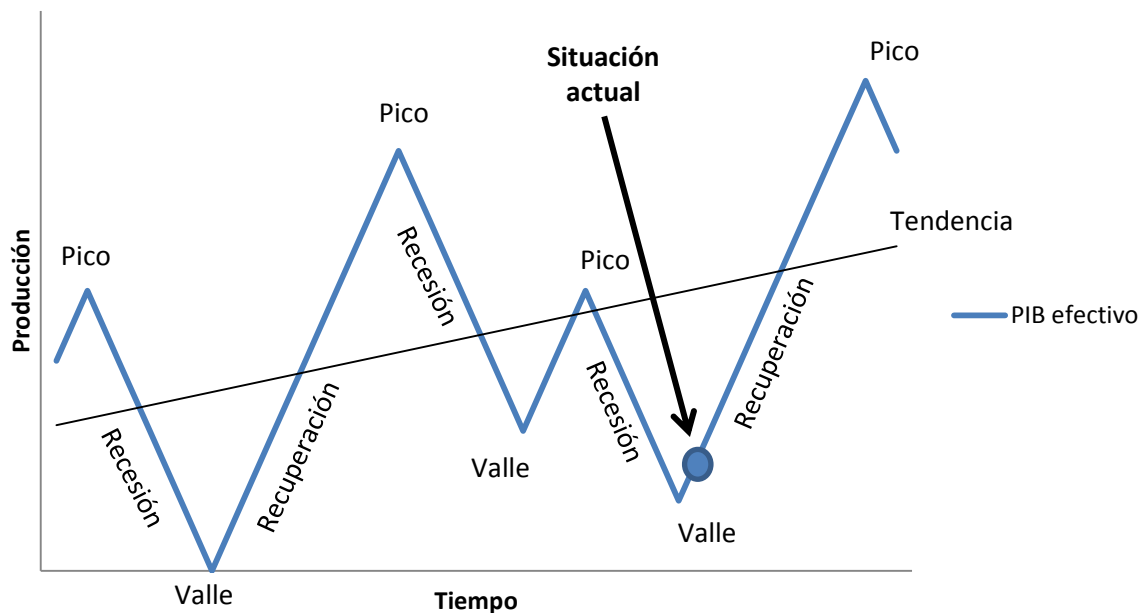 Situación
actual
Pico
Pico
Pico
Pico
Tendencia
Producción
Recesión
Recuperación
Recesión
Recesión
Recuperación
PIB efectivo
Valle
Valle
Valle
Tiempo